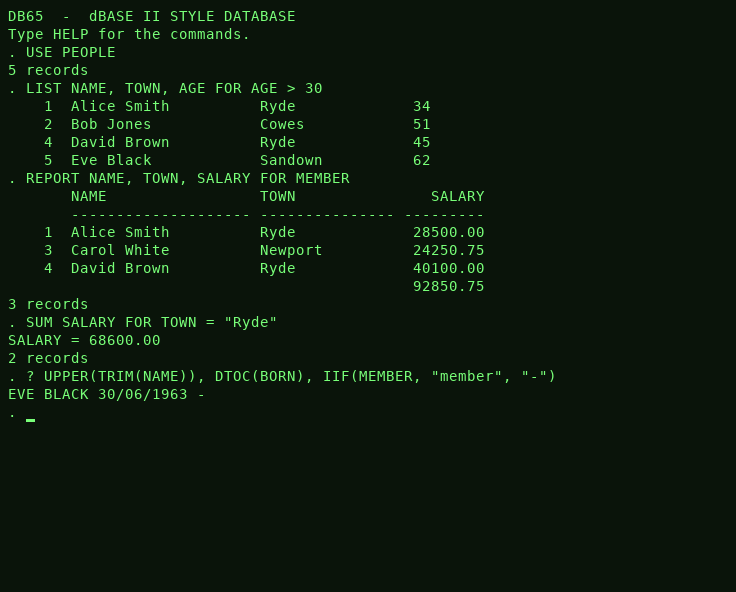 DB65  -  dBASE II STYLE DATABASE
Type HELP for the commands.
. USE PEOPLE
5 records
. LIST NAME, TOWN, AGE FOR AGE > 30
    1  Alice Smith          Ryde             34
    2  Bob Jones            Cowes            51
    4  David Brown          Ryde             45
    5  Eve Black            Sandown          62
. REPORT NAME, TOWN, SALARY FOR MEMBER
       NAME                 TOWN               SALARY
       -------------------- --------------- ---------
    1  Alice Smith          Ryde             28500.00
    3  Carol White          Newport          24250.75
    4  David Brown          Ryde             40100.00
                                             92850.75
3 records
. SUM SALARY FOR TOWN = "Ryde"
SALARY = 68600.00
2 records
. ? UPPER(TRIM(NAME)), DTOC(BORN), IIF(MEMBER, "member", "-")
EVE BLACK 30/06/1963 -
. _